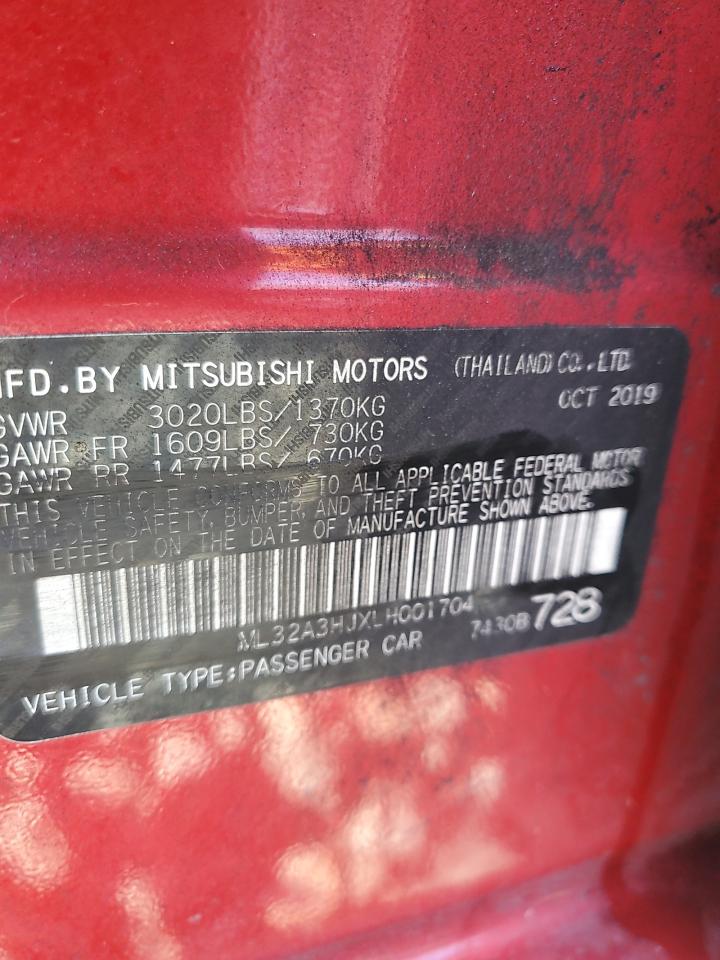 MFD.BY MITSUBISHI MOTORS (THAILAND) CO.,LTD.
OCT 2019
GVWR 3020LBS/1370KG
GAWR FR 1609LBS/ 730KG
GAWR RR 1477LBS/ 670KG
THIS VEHICLE CONFORMS TO ALL APPLICABLE FEDERAL MOTOR
VEHICLE SAFETY, BUMPER, AND THEFT PREVENTION STANDARDS
IN EFFECT ON THE DATE OF MANUFACTURE SHOWN ABOVE.
ML32A3HJXLH001704 7430B 728
VEHICLE TYPE:PASSENGER CAR